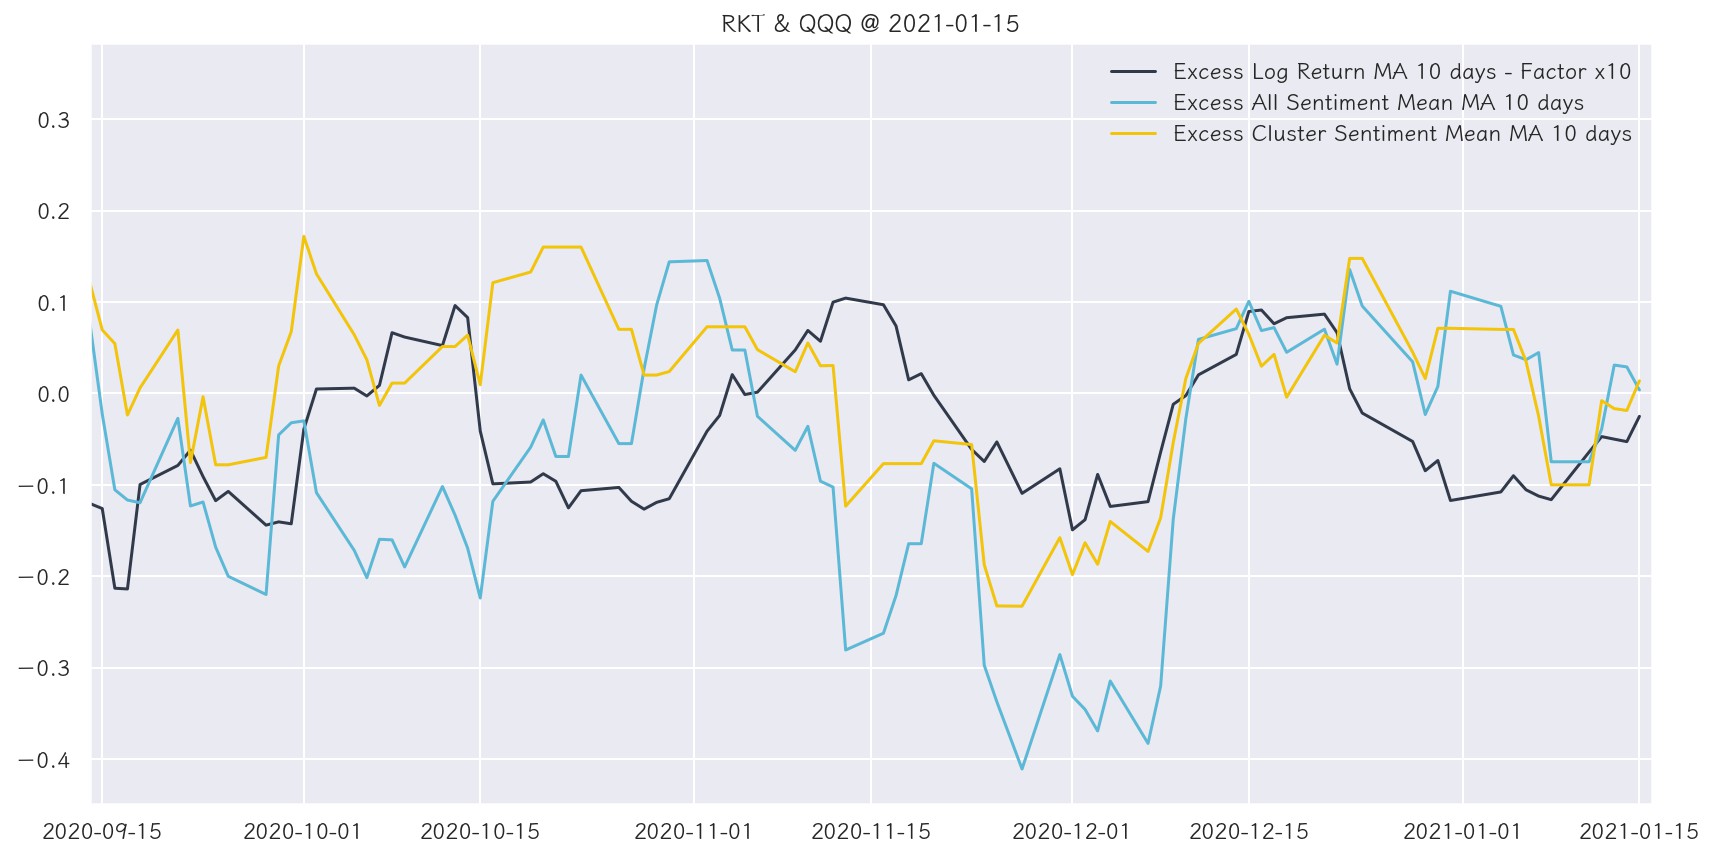 RKT & QQQ @ 2021-01-15
Excess Log Return MA 10 days - Factor x10
Excess All Sentiment Mean MA 10 days
Excess Cluster Sentiment Mean MA 10 days
0.3
0.2
0.1
0.0
−0.1
−0.2
−0.3
−0.4
2020-09-15 2020-10-01 2020-10-15 2020-11-01 2020-11-15 2020-12-01 2020-12-15 2021-01-01 2021-01-15